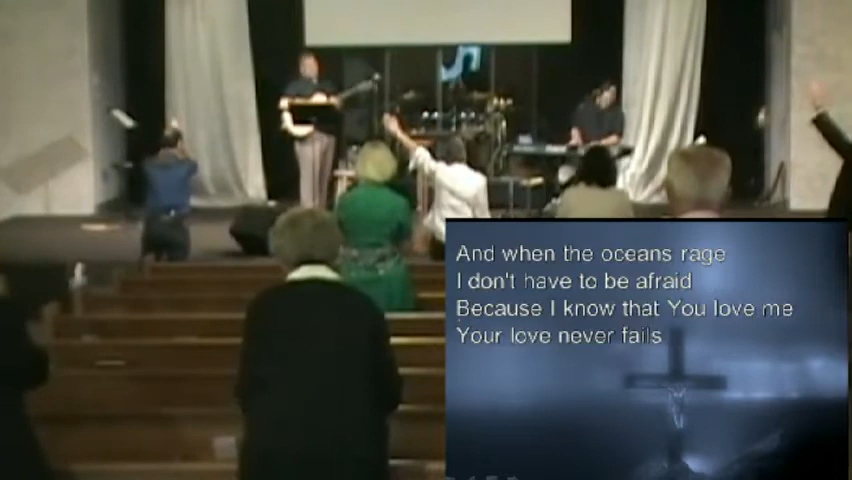 And when the oceans rage
I don't have to be afraid
Because I know that You love me
Your love never fails